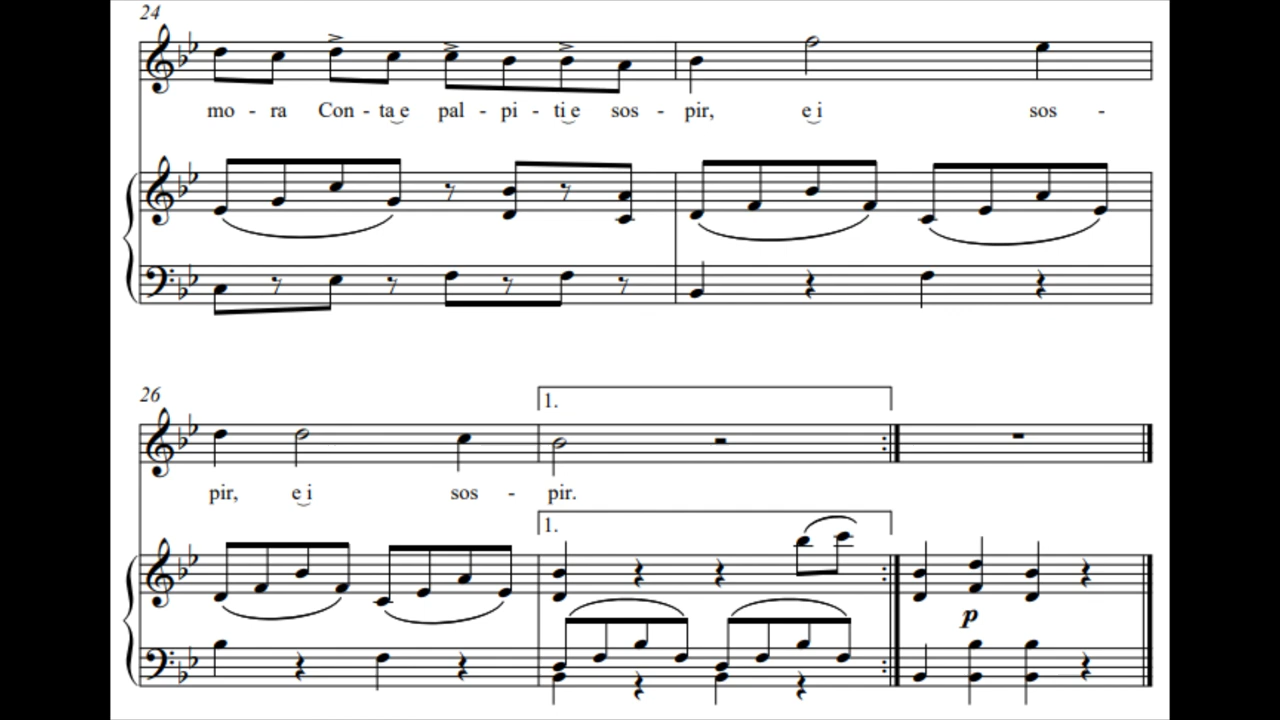 24
mo - ra Con - ta e pal - pi - ti e sos - pir, e i sos -
26
1.
pir, e i sos - pir.
1.
p